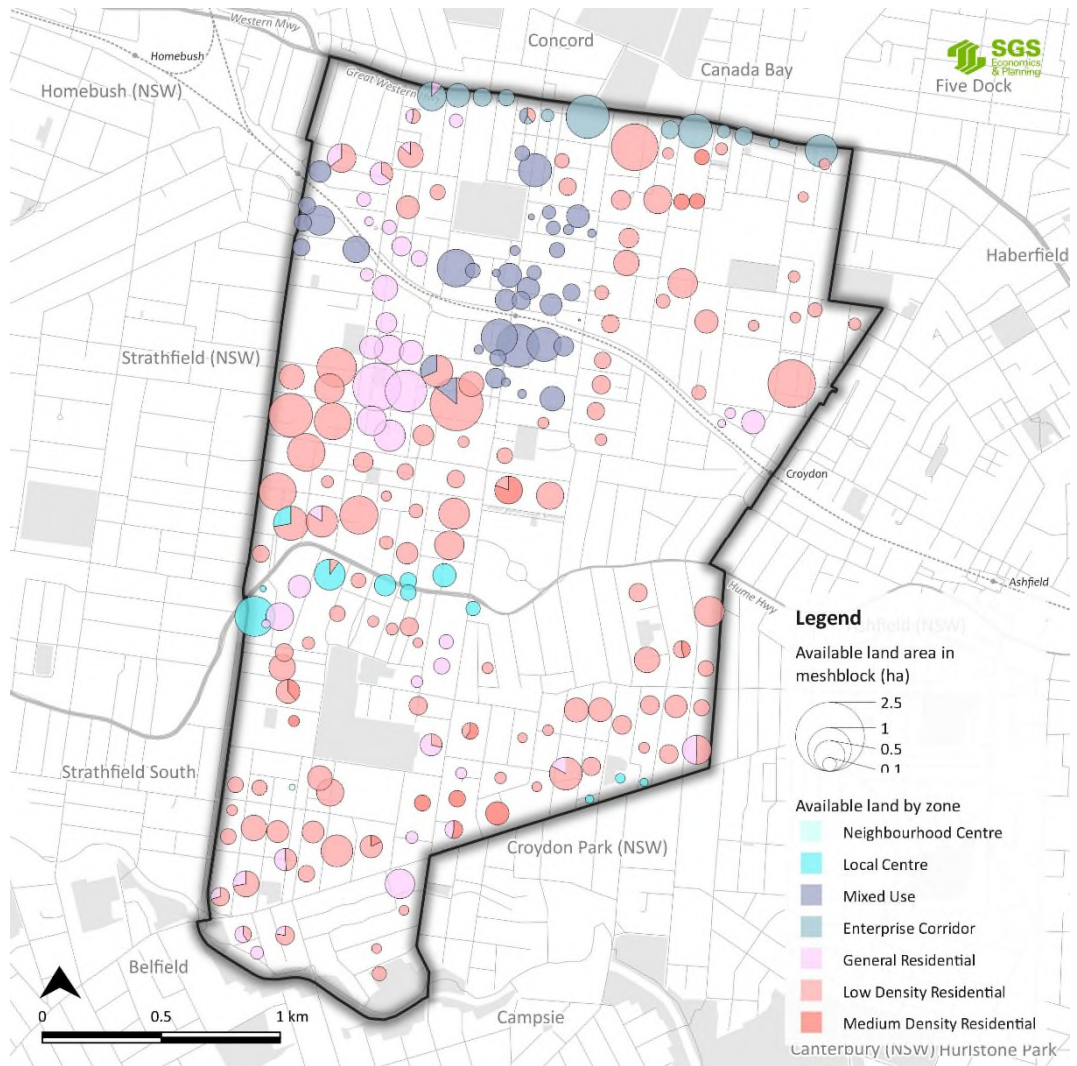 Western Mwy
Concord
SGS
Economics
& Planning
Homebush
Canada Bay
Great Western
Five Dock
Homebush (NSW)
Haberfield
Strathfield (NSW)
Croydon
Ashfield
Hume Hwy
Legend
Available land area in
meshblock (ha)
2.5
1
0.5
0.1
Strathfield South
Available land by zone
Neighbourhood Centre
Croydon Park (NSW)
Local Centre
Mixed Use
Enterprise Corridor
General Residential
Belfield
Low Density Residential
0 0.5 1 km
Campsie
Medium Density Residential
Canterbury (NSW) Hurlstone Park